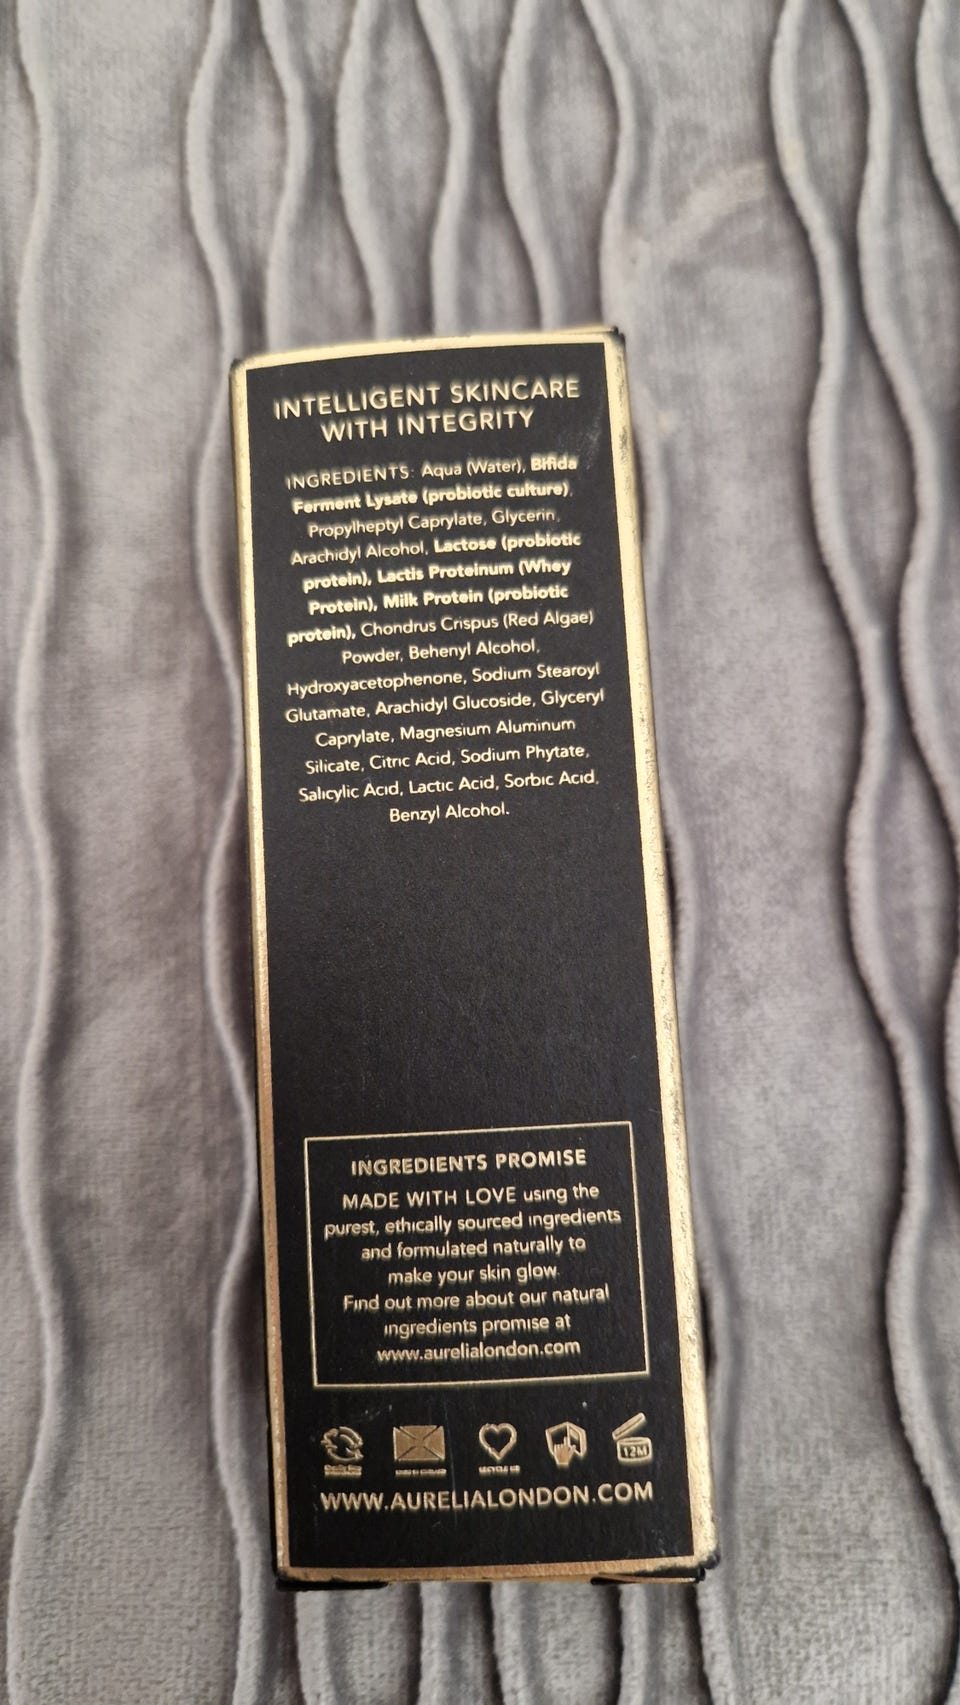 INTELLIGENT SKINCARE
WITH INTEGRITY
INGREDIENTS: Aqua (Water), Bifida
Ferment Lysate (probiotic culture),
Propylheptyl Caprylate, Glycerin,
Arachidyl Alcohol, Lactose (probiotic
protein), Lactis Proteinum (Whey
Protein), Milk Protein (probiotic
protein), Chondrus Crispus (Red Algae)
Powder, Behenyl Alcohol,
Hydroxyacetophenone, Sodium Stearoyl
Glutamate, Arachidyl Glucoside, Glyceryl
Caprylate, Magnesium Aluminum
Silicate, Citric Acid, Sodium Phytate,
Salicylic Acid, Lactic Acid, Sorbic Acid,
Benzyl Alcohol.
INGREDIENTS PROMISE
MADE WITH LOVE using the
purest, ethically sourced ingredients
and formulated naturally to
make your skin glow.
Find out more about our natural
ingredients promise at
www.aurelialondon.com
RECYCLE ME
12M
WWW.AURELIALONDON.COM